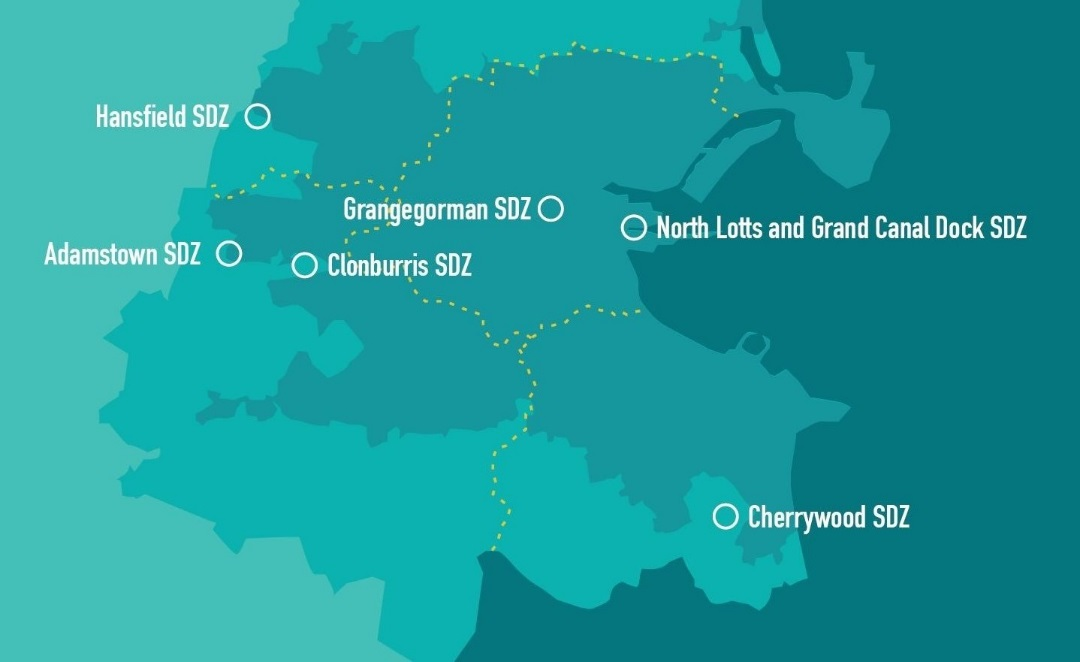 Hansfield SDZ
Grangegorman SDZ
North Lotts and Grand Canal Dock SDZ
Adamstown SDZ
Clonburris SDZ
Cherrywood SDZ